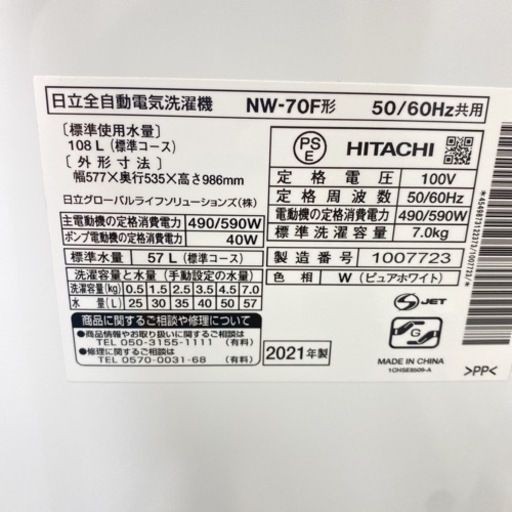 日立全自動電気洗濯機 NW-70F形 50/60Hz共用
〔標準使用水量〕
108 L（標準コース）
〔外形寸法〕
幅577×奥行535×高さ986mm
日立グローバルライフソリューションズ（株）
主電動機の定格消費電力 490/590W
ポンプ電動機の定格消費電力 40W
標準水量 57 L（標準コース）
洗濯容量と水量（手動設定の水量）
洗濯容量(kg) 0.5 1.5 2.5 3.5 4.5 7.0
水量(L) 25 30 35 40 50 57
商品に関するご相談や修理について
●商品情報やお取り扱いに関するご相談
TEL 050-3155-1111（有料）
●修理に関するご相談
TEL 0570-0031-68（有料）
PS
E
HITACHI
定格電圧 100V
定格周波数 50/60Hz
電動機の定格消費電力 490/590W
標準洗濯容量 7.0kg
製造番号 1007723
色相 W（ピュアホワイト）
S JET
G
2021年製
MADE IN CHINA
>PP<